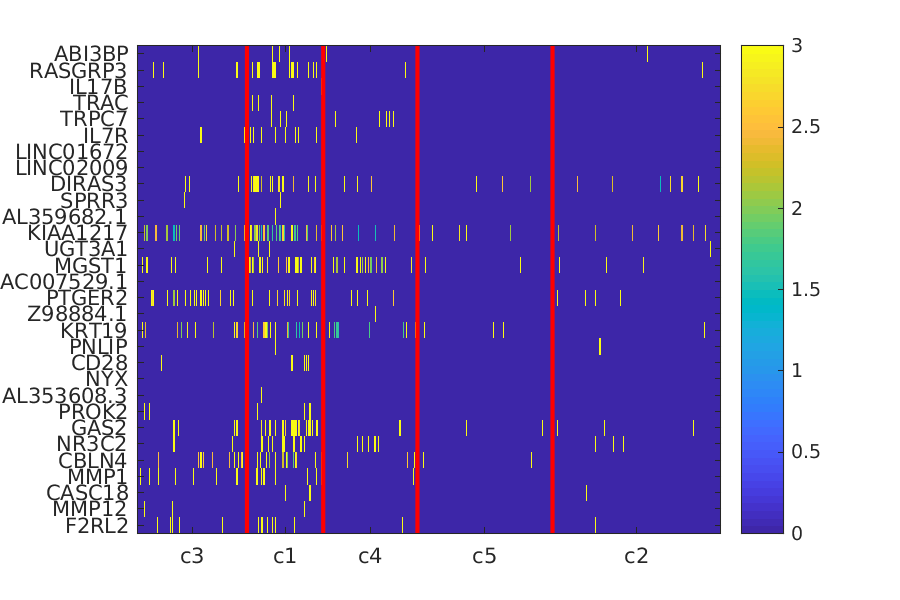 ABI3BP
RASGRP3
IL17B
TRAC
TRPC7
IL7R
LINC01672
LINC02009
DIRAS3
SPRR3
AL359682.1
KIAA1217
UGT3A1
MGST1
AC007529.1
PTGER2
Z98884.1
KRT19
PNLIP
CD28
NYX
AL353608.3
PROK2
GAS2
NR3C2
CBLN4
MMP1
CASC18
MMP12
F2RL2
c3 c1 c4 c5 c2
3
2.5
2
1.5
1
0.5
0